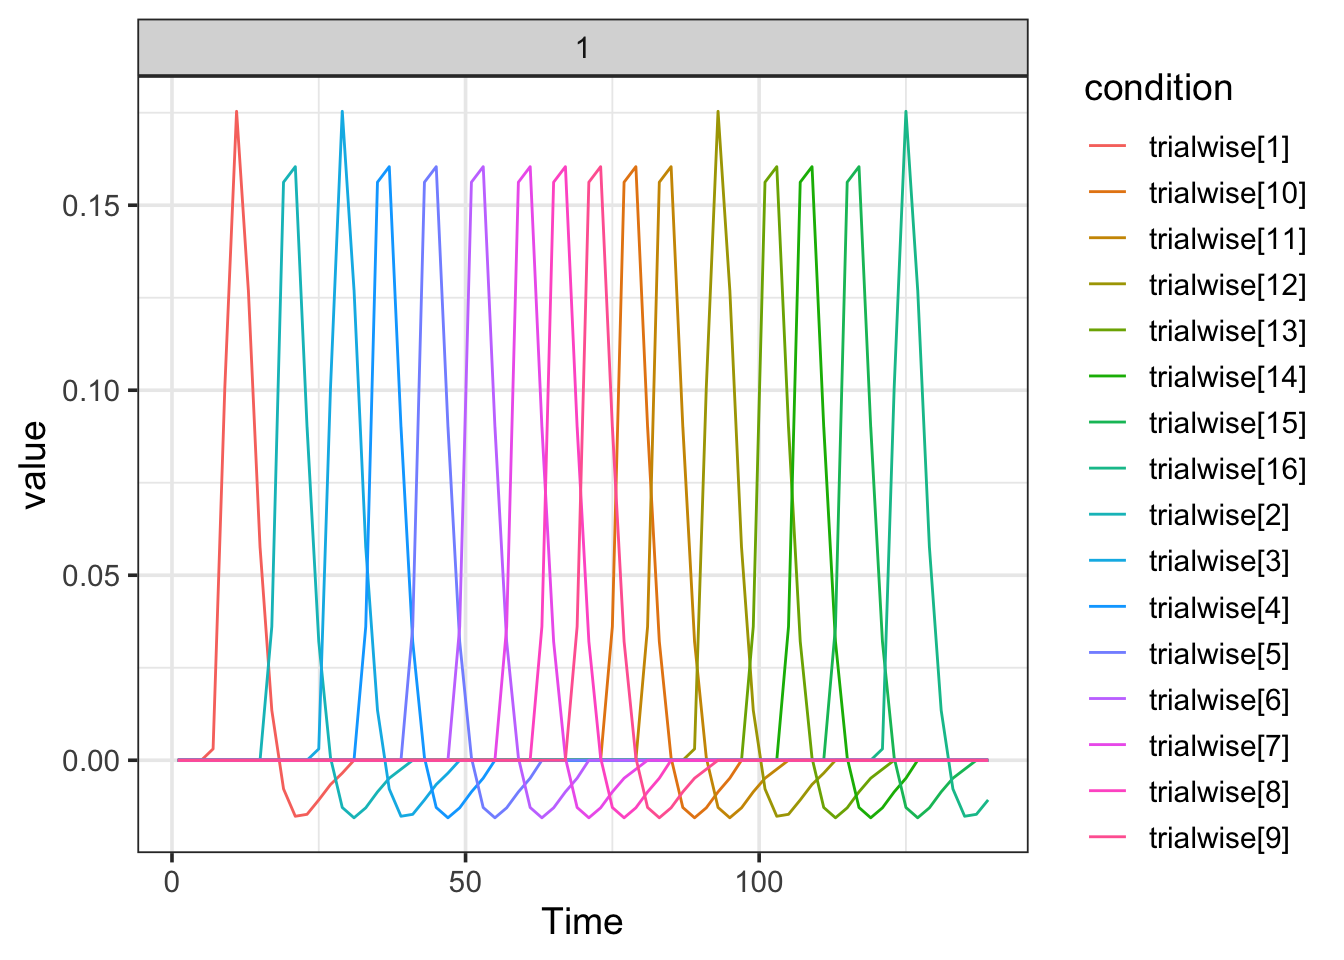 1
condition
trialwise[1]
trialwise[10]
trialwise[11]
trialwise[12]
trialwise[13]
trialwise[14]
trialwise[15]
trialwise[16]
trialwise[2]
trialwise[3]
trialwise[4]
trialwise[5]
trialwise[6]
trialwise[7]
trialwise[8]
trialwise[9]
value
0.15
0.10
0.05
0.00
0
50
100
Time